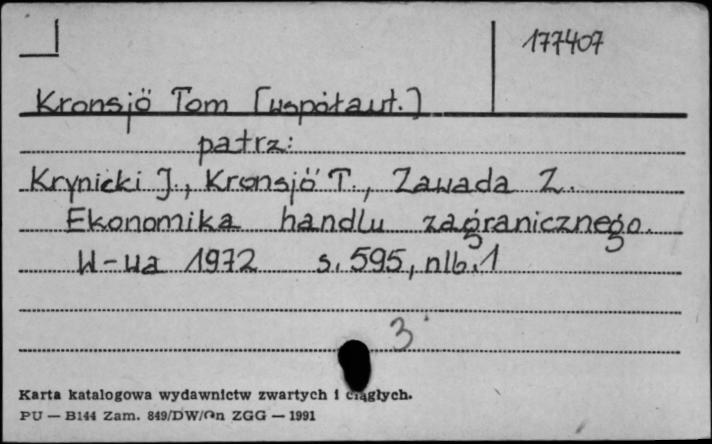 177407
Kronsjö Tom [współaut.]
patrz:
Krynicki J., Kronsjö T., Zawada Z.
Ekonomika handlu zagranicznego.
W-wa 1972 s. 595, nlb. 1
3
Karta katalogowa wydawnictw zwartych i ciągłych.
PU — B144 Zam. 849/DW/On ZGG — 1991